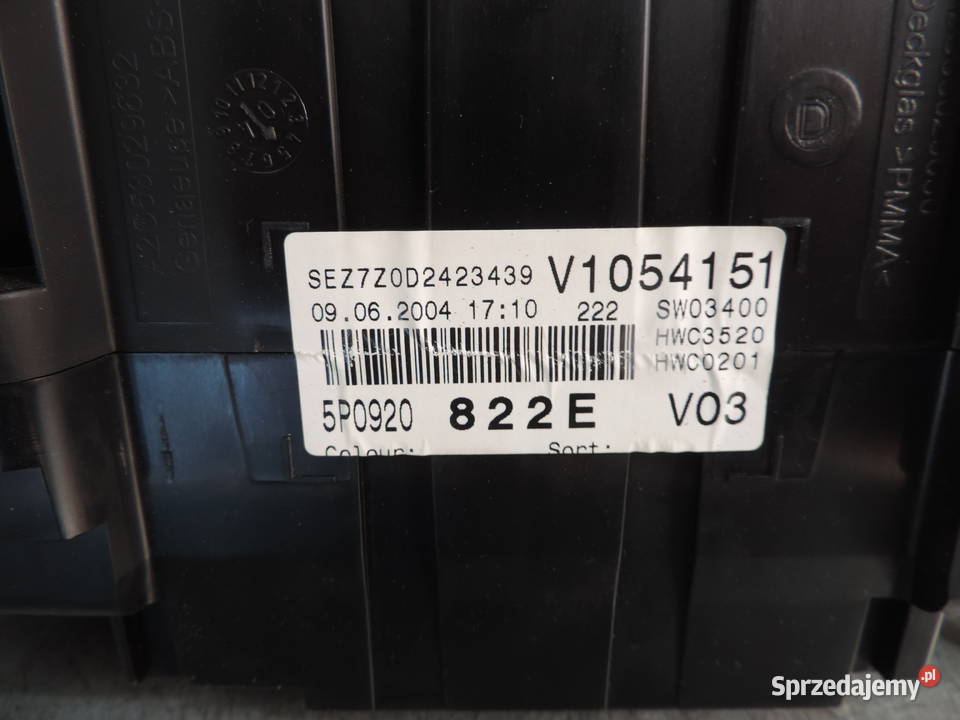 SEZ7Z0D2423439 V1054151
09.06.2004 17:10 222 SW03400
HWC3520
HWC0201
5P0920 822E V03
Colour: Sort:
Deckglas >PMMA<
Sprzedajemy.pl